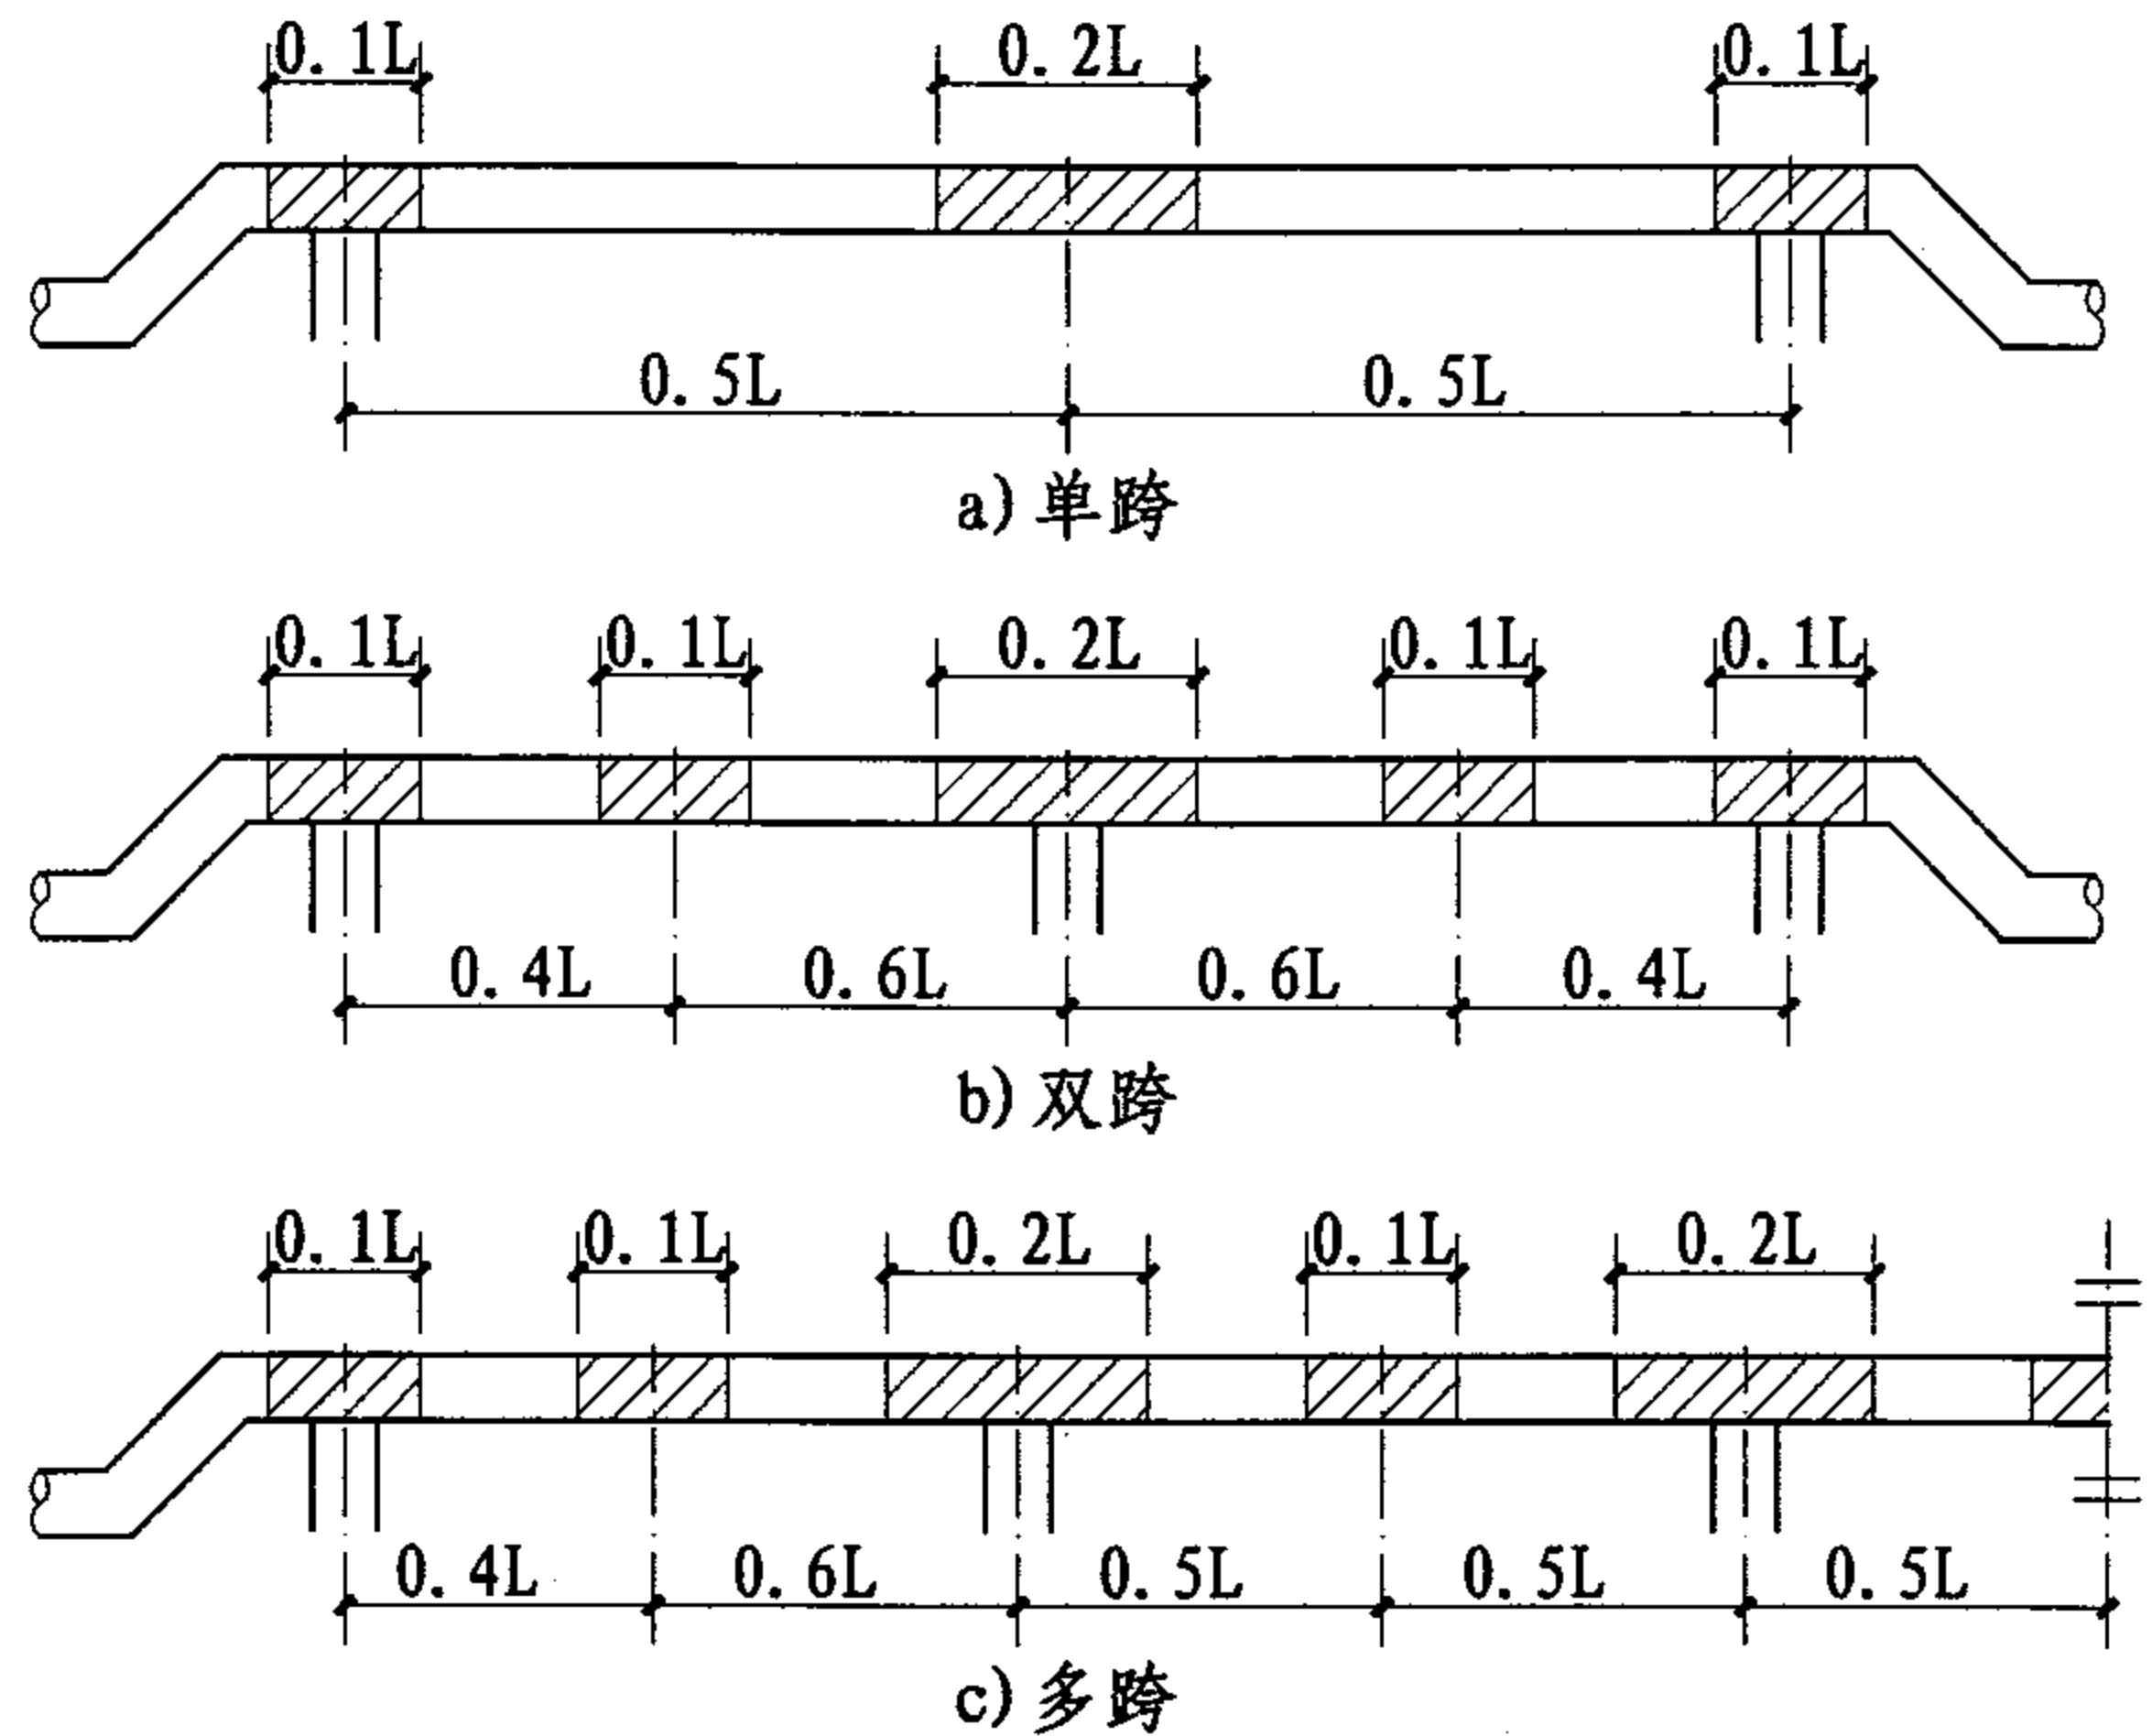 0.1L 0.2L 0.1L
0.5L 0.5L
a) 单跨
0.1L 0.1L 0.2L 0.1L 0.1L
0.4L 0.6L 0.6L 0.4L
b) 双跨
0.1L 0.1L 0.2L 0.1L 0.2L
0.4L 0.6L 0.5L 0.5L 0.5L
c) 多跨